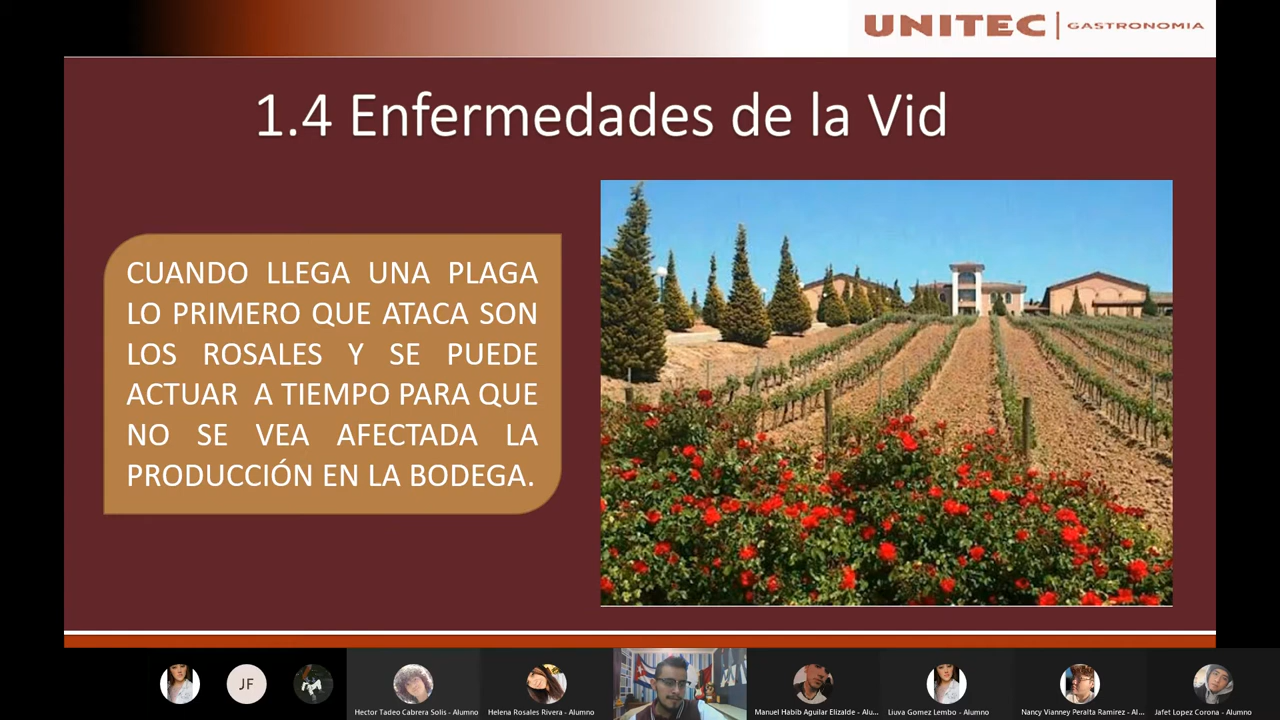 UNITEC | GASTRONOMIA
1.4 Enfermedades de la Vid
CUANDO LLEGA UNA PLAGA
LO PRIMERO QUE ATACA SON
LOS ROSALES Y SE PUEDE
ACTUAR A TIEMPO PARA QUE
NO SE VEA AFECTADA LA
PRODUCCIÓN EN LA BODEGA.
JF
Hector Tadeo Cabrera Solis - Alumno
Helena Rosales Rivera - Alumno
Manuel Habib Aguilar Elizalde - Alu...
Liuva Gomez Lembo - Alumno
Nancy Vianney Peralta Ramirez - Al...
Jafet Lopez Corona - Alumno